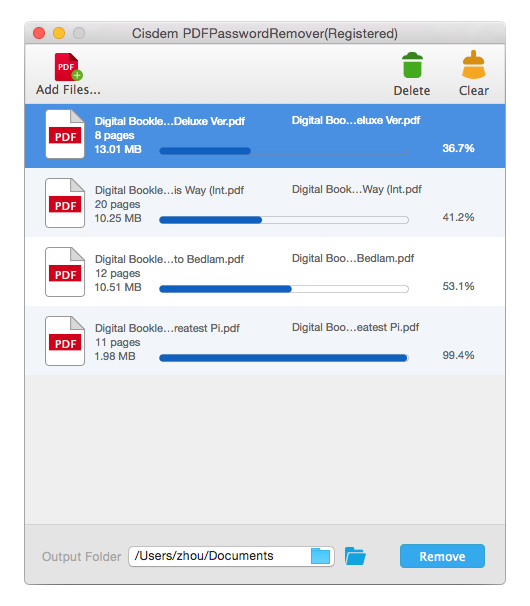 Cisdem PDFPasswordRemover(Registered)
PDF
Add Files...
Delete
Clear
PDF
Digital Bookle...Deluxe Ver.pdf
Digital Boo...eluxe Ver.pdf
8 pages
13.01 MB
36.7%
PDF
Digital Bookle...is Way (Int.pdf
Digital Book...Way (Int.pdf
20 pages
10.25 MB
41.2%
PDF
Digital Bookle...to Bedlam.pdf
Digital Boo...Bedlam.pdf
12 pages
10.51 MB
53.1%
PDF
Digital Bookle...reatest Pi.pdf
Digital Boo...eatest Pi.pdf
11 pages
1.98 MB
99.4%
Output Folder
/Users/zhou/Documents
Remove